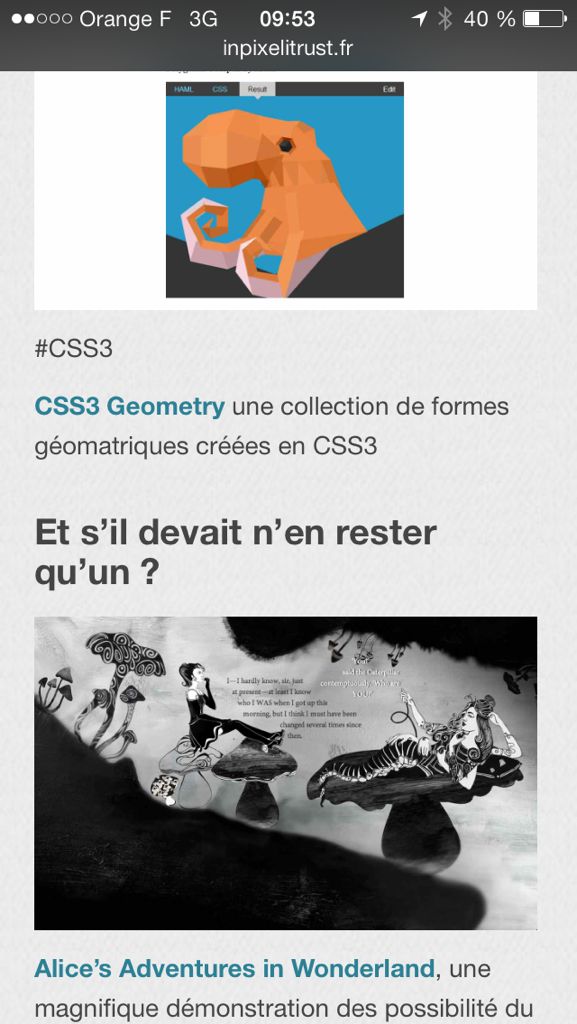 Orange F 3G 09:53 40 %
inpixelitrust.fr
HAML CSS Result Edit
#CSS3
CSS3 Geometry une collection de formes
géomatriques créées en CSS3
Et s’il devait n’en rester
qu’un ?
I—I hardly know, sir, just
at present—at least I know
who I WAS when I got up this
morning, but I think I must have been
changed several times since
then.
said the Caterpillar
contemptuously. Who are
YOU?
Alice’s Adventures in Wonderland, une
magnifique démonstration des possibilité du